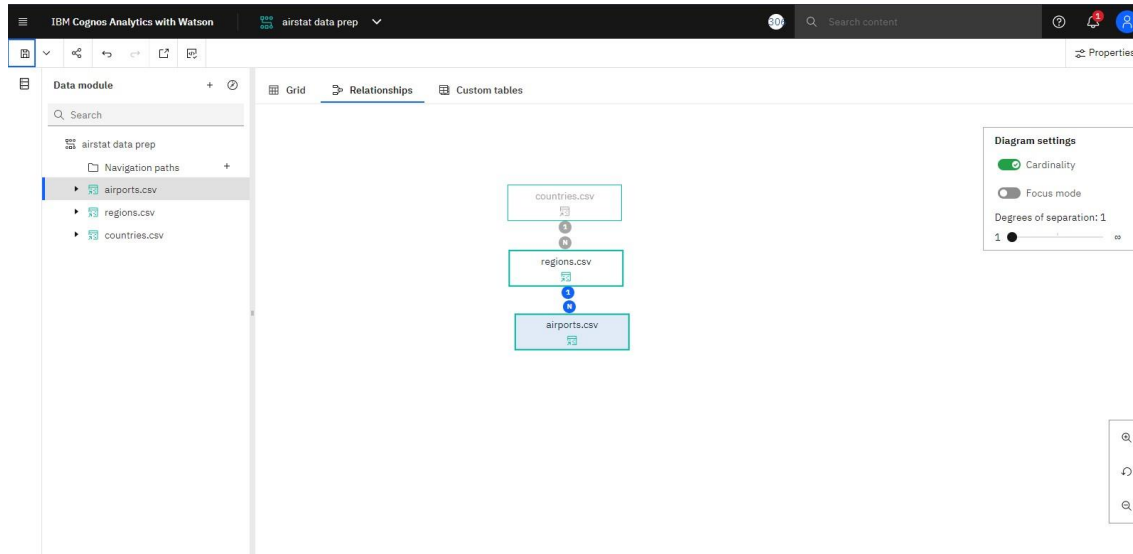 IBM Cognos Analytics with Watson
airstat data prep
Search content
1
Properties
Data module
Grid
Relationships
Custom tables
Search
airstat data prep
Navigation paths
airports.csv
regions.csv
countries.csv
countries.csv
1
N
regions.csv
1
N
airports.csv
Diagram settings
Cardinality
Focus mode
Degrees of separation: 1
1 ∞